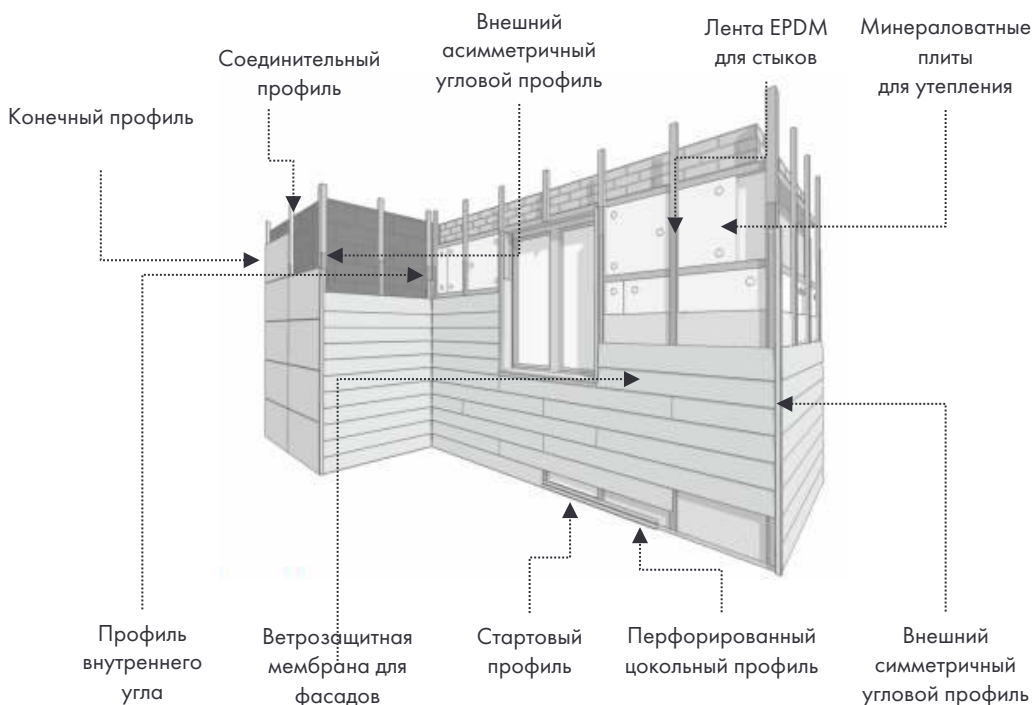 Внешний
асимметричный
угловой профиль
Лента EPDM
для стыков
Минераловатные
плиты
для утепления
Соединительный
профиль
Конечный профиль
Профиль
внутреннего
угла
Ветрозащитная
мембрана для
фасадов
Стартовый
профиль
Перфорированный
цокольный профиль
Внешний
симметричный
угловой профиль